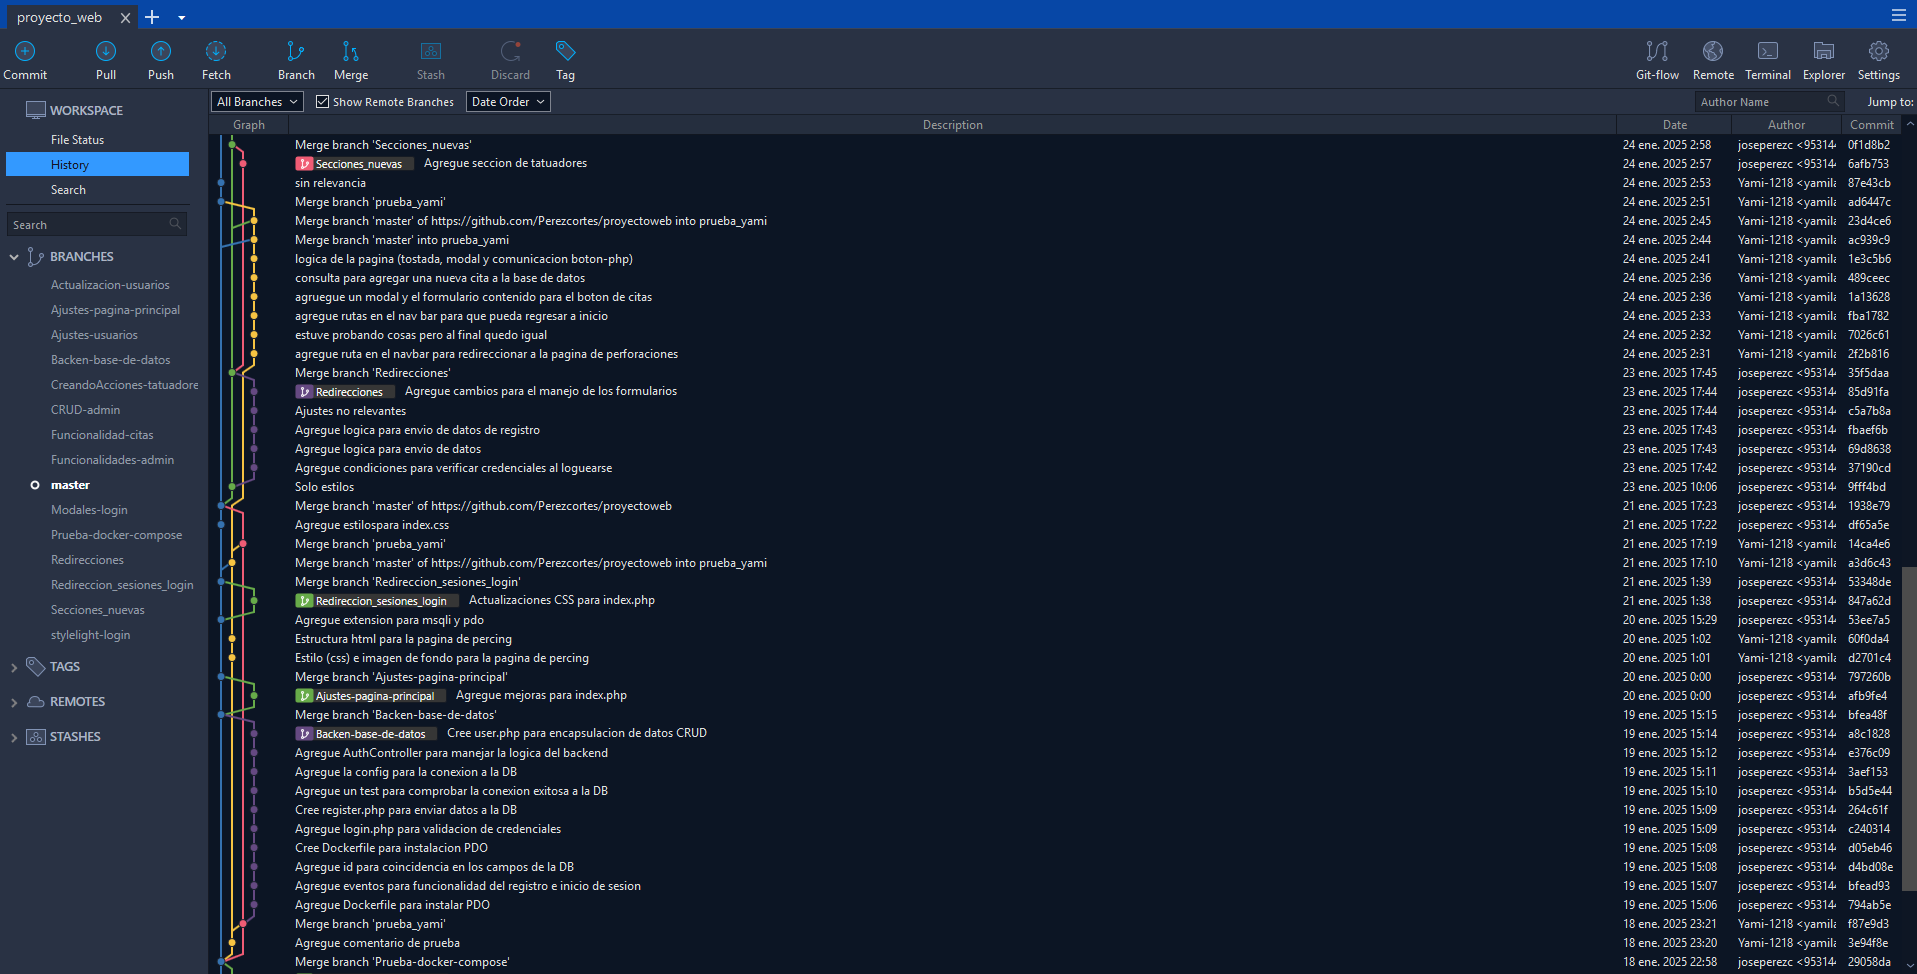 proyecto_web
Commit Pull Push Fetch Branch Merge Stash Discard Tag Git-flow Remote Terminal Explorer Settings
All Branches Show Remote Branches Date Order Author Name Jump to:
Graph Description Date Author Commit
WORKSPACE
File Status
History
Search
Search
BRANCHES
Actualizacion-usuarios
Ajustes-pagina-principal
Ajustes-usuarios
Backen-base-de-datos
CreandoAcciones-tatuadore
CRUD-admin
Funcionalidad-citas
Funcionalidades-admin
master
Modales-login
Prueba-docker-compose
Redirecciones
Redireccion_sesiones_login
Secciones_nuevas
stylelight-login
TAGS
REMOTES
STASHES
Merge branch 'Secciones_nuevas' 24 ene. 2025 2:58 joseperezc <95314 0f1d8b2
Secciones_nuevas Agregue seccion de tatuadores 24 ene. 2025 2:57 joseperezc <95314 6afb753
sin relevancia 24 ene. 2025 2:53 Yami-1218 <yamila 87e43cb
Merge branch 'prueba_yami' 24 ene. 2025 2:51 Yami-1218 <yamila ad6447c
Merge branch 'master' of https://github.com/Perezcortes/proyectoweb into prueba_yami 24 ene. 2025 2:45 Yami-1218 <yamila 23d4ce6
Merge branch 'master' into prueba_yami 24 ene. 2025 2:44 Yami-1218 <yamila ac939c9
logica de la pagina (tostada, modal y comunicacion boton-php) 24 ene. 2025 2:41 Yami-1218 <yamila 1e3c5b6
consulta para agregar una nueva cita a la base de datos 24 ene. 2025 2:36 Yami-1218 <yamila 489ceec
agruegue un modal y el formulario contenido para el boton de citas 24 ene. 2025 2:36 Yami-1218 <yamila 1a13628
agregue rutas en el nav bar para que pueda regresar a inicio 24 ene. 2025 2:33 Yami-1218 <yamila fba1782
estuve probando cosas pero al final quedo igual 24 ene. 2025 2:32 Yami-1218 <yamila 7026c61
agregue ruta en el navbar para redireccionar a la pagina de perforaciones 24 ene. 2025 2:31 Yami-1218 <yamila 2f2b816
Merge branch 'Redirecciones' 23 ene. 2025 17:45 joseperezc <95314 35f5daa
Redirecciones Agregue cambios para el manejo de los formularios 23 ene. 2025 17:44 joseperezc <95314 85d91fa
Ajustes no relevantes 23 ene. 2025 17:44 joseperezc <95314 c5a7b8a
Agregue logica para envio de datos de registro 23 ene. 2025 17:43 joseperezc <95314 fbaef6b
Agregue logica para envio de datos 23 ene. 2025 17:43 joseperezc <95314 69d8638
Agregue condiciones para verificar credenciales al loguearse 23 ene. 2025 17:42 joseperezc <95314 37190cd
Solo estilos 23 ene. 2025 10:06 joseperezc <95314 9fff4bd
Merge branch 'master' of https://github.com/Perezcortes/proyectoweb 21 ene. 2025 17:23 joseperezc <95314 1938e79
Agregue estilospara index.css 21 ene. 2025 17:22 joseperezc <95314 df65a5e
Merge branch 'prueba_yami' 21 ene. 2025 17:19 Yami-1218 <yamila 14ca4e6
Merge branch 'master' of https://github.com/Perezcortes/proyectoweb into prueba_yami 21 ene. 2025 17:10 Yami-1218 <yamila a3d6c43
Merge branch 'Redireccion_sesiones_login' 21 ene. 2025 1:39 joseperezc <95314 53348de
Redireccion_sesiones_login Actualizaciones CSS para index.php 21 ene. 2025 1:38 joseperezc <95314 847a62d
Agregue extension para msqli y pdo 20 ene. 2025 15:29 joseperezc <95314 53ee7a5
Estructura html para la pagina de percing 20 ene. 2025 1:02 Yami-1218 <yamila 60f0da4
Estilo (css) e imagen de fondo para la pagina de percing 20 ene. 2025 1:01 Yami-1218 <yamila d2701c4
Merge branch 'Ajustes-pagina-principal' 20 ene. 2025 0:00 joseperezc <95314 797260b
Ajustes-pagina-principal Agregue mejoras para index.php 20 ene. 2025 0:00 joseperezc <95314 afb9fe4
Merge branch 'Backen-base-de-datos' 19 ene. 2025 15:15 joseperezc <95314 bfea48f
Backen-base-de-datos Cree user.php para encapsulacion de datos CRUD 19 ene. 2025 15:14 joseperezc <95314 a8c1828
Agregue AuthController para manejar la logica del backend 19 ene. 2025 15:12 joseperezc <95314 e376c09
Agregue la config para la conexion a la DB 19 ene. 2025 15:11 joseperezc <95314 3aef153
Agregue un test para comprobar la conexion exitosa a la DB 19 ene. 2025 15:10 joseperezc <95314 b5d5e44
Cree register.php para enviar datos a la DB 19 ene. 2025 15:09 joseperezc <95314 264c61f
Agregue login.php para validacion de credenciales 19 ene. 2025 15:09 joseperezc <95314 c240314
Cree Dockerfile para instalacion PDO 19 ene. 2025 15:08 joseperezc <95314 d05eb46
Agregue id para coincidencia en los campos de la DB 19 ene. 2025 15:08 joseperezc <95314 d4bd08e
Agregue eventos para funcionalidad del registro e inicio de sesion 19 ene. 2025 15:07 joseperezc <95314 bfead93
Agregue Dockerfile para instalar PDO 19 ene. 2025 15:06 joseperezc <95314 794ab5e
Merge branch 'prueba_yami' 18 ene. 2025 23:21 Yami-1218 <yamila f87e9d3
Agregue comentario de prueba 18 ene. 2025 23:20 Yami-1218 <yamila 3e94f8e
Merge branch 'Prueba-docker-compose' 18 ene. 2025 22:58 joseperezc <95314 29058da